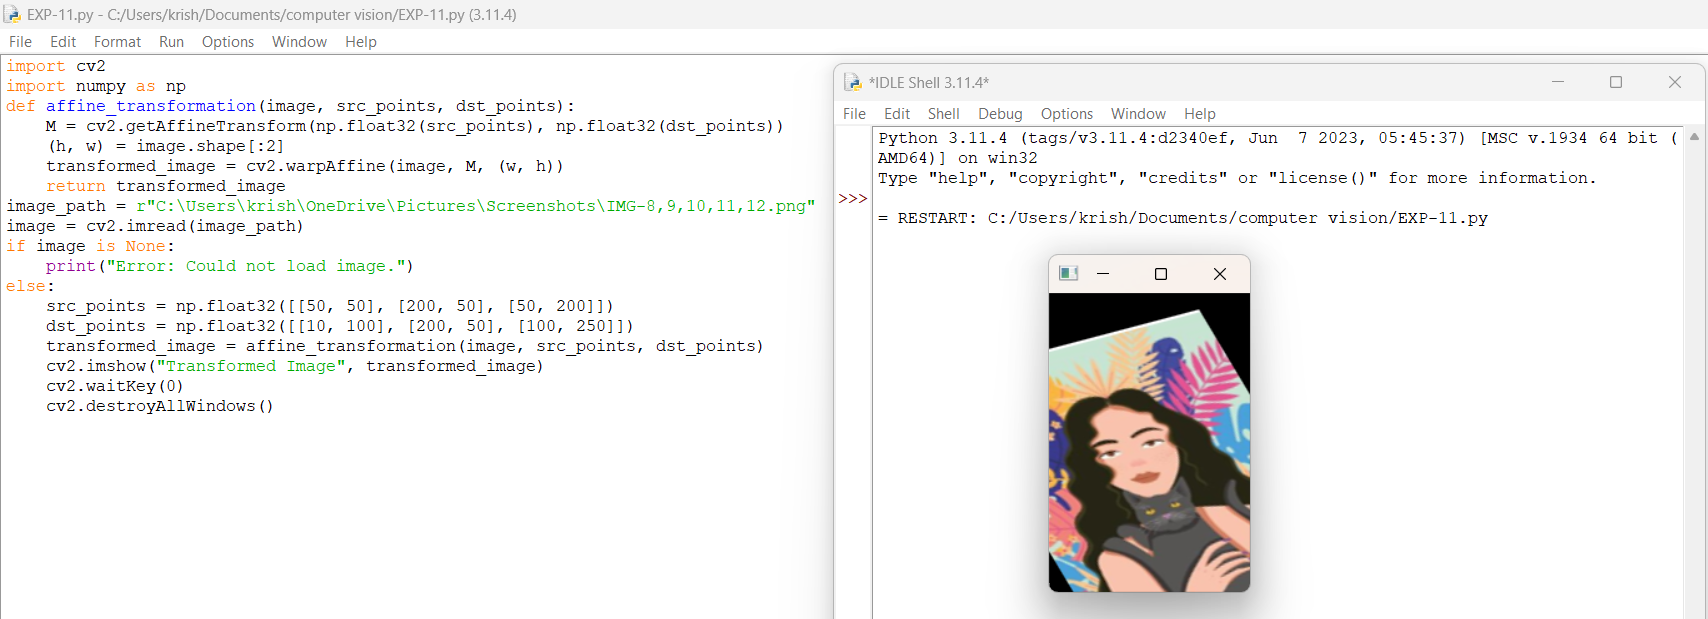 EXP-11.py - C:/Users/krish/Documents/computer vision/EXP-11.py (3.11.4)
File Edit Format Run Options Window Help
import cv2
import numpy as np
def affine_transformation(image, src_points, dst_points):
    M = cv2.getAffineTransform(np.float32(src_points), np.float32(dst_points))
    (h, w) = image.shape[:2]
    transformed_image = cv2.warpAffine(image, M, (w, h))
    return transformed_image
image_path = r"C:\Users\krish\OneDrive\Pictures\Screenshots\IMG-8,9,10,11,12.png"
image = cv2.imread(image_path)
if image is None:
    print("Error: Could not load image.")
else:
    src_points = np.float32([[50, 50], [200, 50], [50, 200]])
    dst_points = np.float32([[10, 100], [200, 50], [100, 250]])
    transformed_image = affine_transformation(image, src_points, dst_points)
    cv2.imshow("Transformed Image", transformed_image)
    cv2.waitKey(0)
    cv2.destroyAllWindows()
*IDLE Shell 3.11.4*
File Edit Shell Debug Options Window Help
Python 3.11.4 (tags/v3.11.4:d2340ef, Jun  7 2023, 05:45:37) [MSC v.1934 64 bit (
AMD64)] on win32
Type "help", "copyright", "credits" or "license()" for more information.
>>>
= RESTART: C:/Users/krish/Documents/computer vision/EXP-11.py